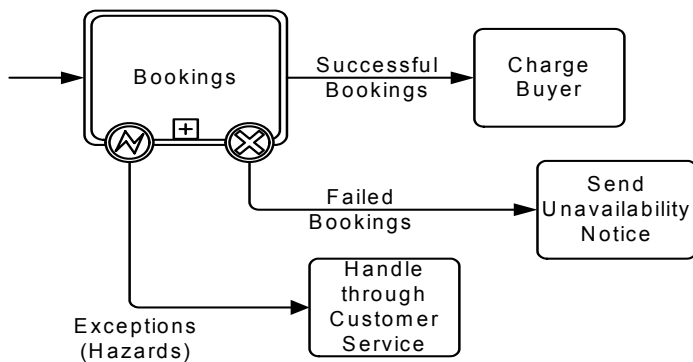 Bookings
Successful
Bookings
Charge
Buyer
Failed
Bookings
Send
Unavailability
Notice
Exceptions
(Hazards)
Handle
through
Customer
Service